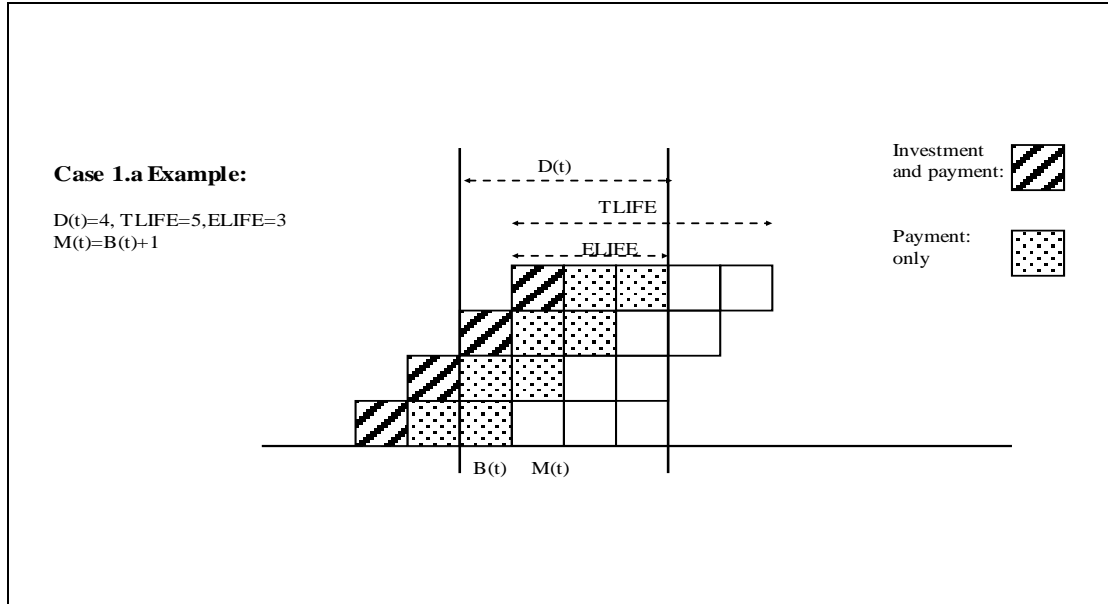 Case 1.a Example:
D(t)=4, TLIFE=5,ELIFE=3
M(t)=B(t)+1
D(t)
TLIFE
ELIFE
B(t) M(t)
Investment
and payment:
Payment:
only